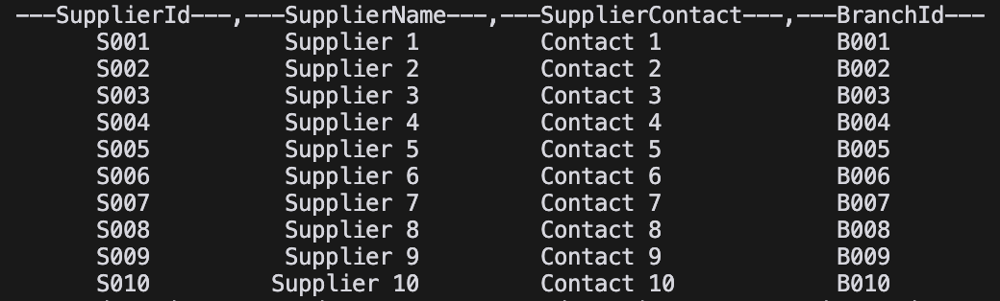 ---SupplierId---,---SupplierName---,---SupplierContact---,---BranchId---
S001 Supplier 1 Contact 1 B001
S002 Supplier 2 Contact 2 B002
S003 Supplier 3 Contact 3 B003
S004 Supplier 4 Contact 4 B004
S005 Supplier 5 Contact 5 B005
S006 Supplier 6 Contact 6 B006
S007 Supplier 7 Contact 7 B007
S008 Supplier 8 Contact 8 B008
S009 Supplier 9 Contact 9 B009
S010 Supplier 10 Contact 10 B010